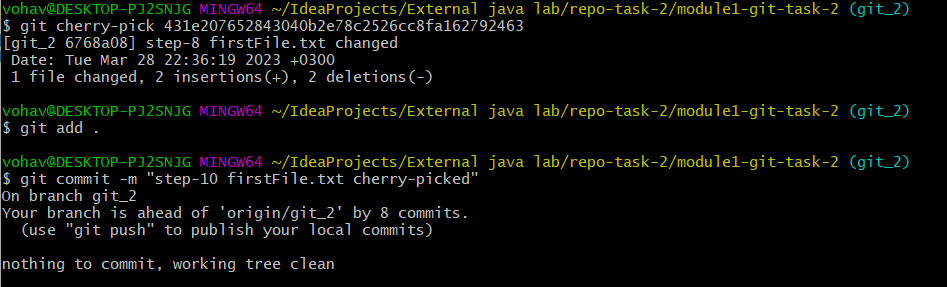 vohav@DESKTOP-PJ2SNJG MINGW64 ~/IdeaProjects/External java lab/repo-task-2/module1-git-task-2 (git_2)
$ git cherry-pick 431e207652843040b2e78c2526cc8fa162792463
[git_2 6768a08] step-8 firstFile.txt changed
 Date: Tue Mar 28 22:36:19 2023 +0300
 1 file changed, 2 insertions(+), 2 deletions(-)
vohav@DESKTOP-PJ2SNJG MINGW64 ~/IdeaProjects/External java lab/repo-task-2/module1-git-task-2 (git_2)
$ git add .
vohav@DESKTOP-PJ2SNJG MINGW64 ~/IdeaProjects/External java lab/repo-task-2/module1-git-task-2 (git_2)
$ git commit -m "step-10 firstFile.txt cherry-picked"
On branch git_2
Your branch is ahead of 'origin/git_2' by 8 commits.
  (use "git push" to publish your local commits)
nothing to commit, working tree clean